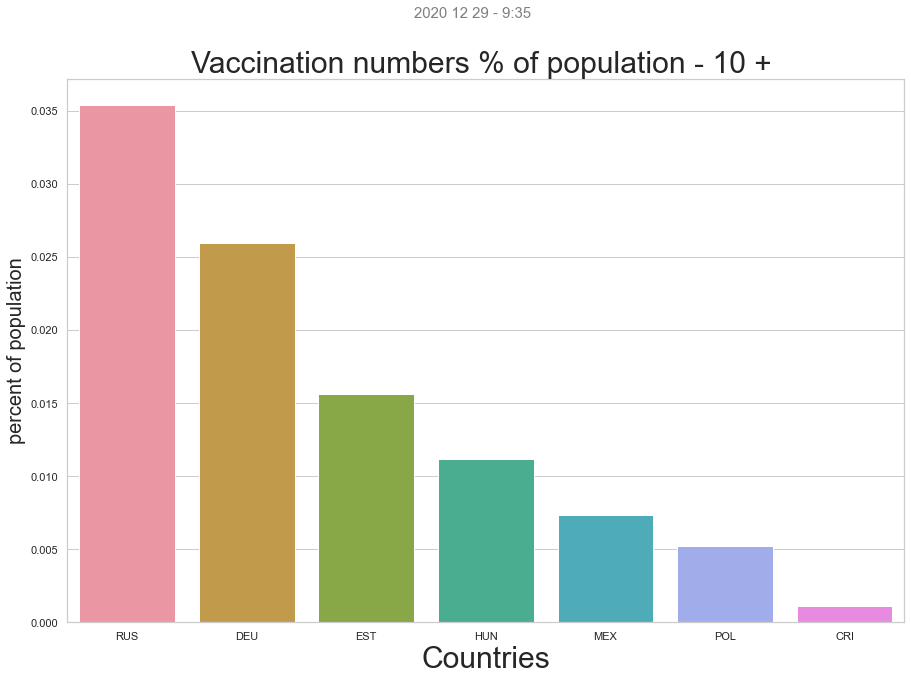 2020 12 29 - 9:35
Vaccination numbers % of population - 10 +
percent of population
0.035
0.030
0.025
0.020
0.015
0.010
0.005
0.000
RUS DEU EST HUN MEX POL CRI
Countries